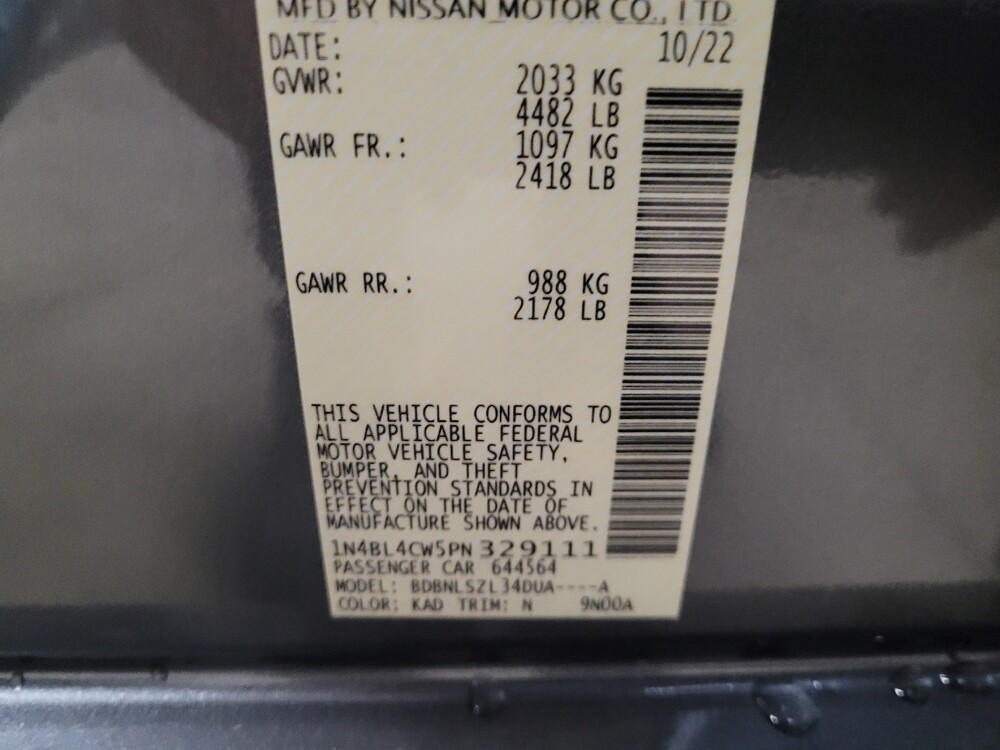 MFD BY NISSAN MOTOR CO., LTD
DATE: 10/22
GVWR: 2033 KG
4482 LB
GAWR FR.: 1097 KG
2418 LB
GAWR RR.: 988 KG
2178 LB
THIS VEHICLE CONFORMS TO
ALL APPLICABLE FEDERAL
MOTOR VEHICLE SAFETY,
BUMPER, AND THEFT
PREVENTION STANDARDS IN
EFFECT ON THE DATE OF
MANUFACTURE SHOWN ABOVE.
1N4BL4CW5PN329111
PASSENGER CAR 644564
MODEL: BDBNLSZL34DUA----A
COLOR: KAD TRIM: N 9N00A